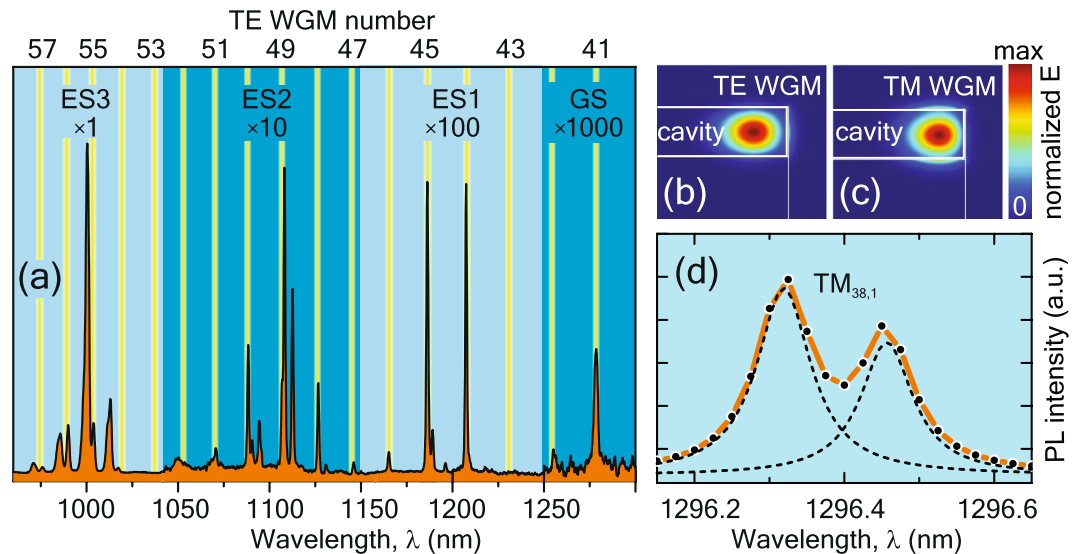 TE WGM number
57 55 53 51 49 47 45 43 41
ES3
×1
ES2
×10
ES1
×100
GS
×1000
(a)
1000 1050 1100 1150 1200 1250
Wavelength, λ (nm)
TE WGM
cavity
(b)
TM WGM
cavity
(c)
max
0
normalized E
(d)
TM38,1
PL intensity (a.u.)
1296.2 1296.4 1296.6
Wavelength, λ (nm)